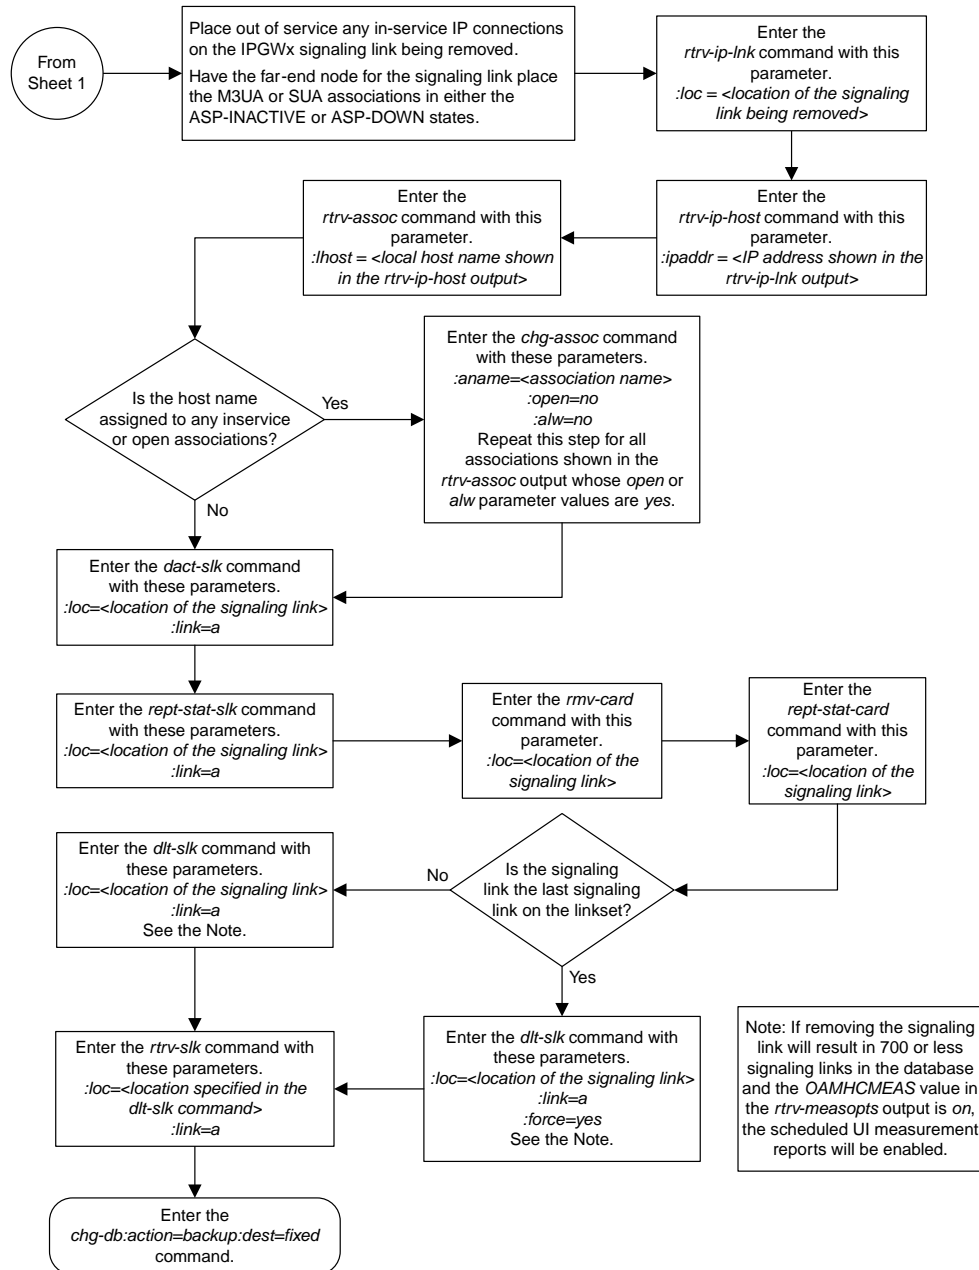 From
Sheet 1
Place out of service any in-service IP connections
on the IPGWx signaling link being removed.
Have the far-end node for the signaling link place
the M3UA or SUA associations in either the
ASP-INACTIVE or ASP-DOWN states.
Enter the
rtrv-ip-lnk command with this
parameter.
:loc = <location of the signaling
link being removed>
Enter the
rtrv-ip-host command with this
parameter.
:ipaddr = <IP address shown in the
rtrv-ip-lnk output>
Enter the
rtrv-assoc command with this
parameter.
:lhost = <local host name shown
in the rtrv-ip-host output>
Is the host name
assigned to any inservice
or open associations?
Yes
No
Enter the chg-assoc command
with these parameters.
:aname=<association name>
:open=no
:alw=no
Repeat this step for all
associations shown in the
rtrv-assoc output whose open or
alw parameter values are yes.
Enter the dact-slk command
with these parameters.
:loc=<location of the signaling link>
:link=a
Enter the rept-stat-slk command
with these parameters.
:loc=<location of the signaling link>
:link=a
Enter the rmv-card
command with this
parameter.
:loc=<location of the
signaling link>
Enter the
rept-stat-card
command with this
parameter.
:loc=<location of the
signaling link>
Is the signaling
link the last signaling
link on the linkset?
No
Yes
Enter the dlt-slk command with
these parameters.
:loc=<location of the signaling link>
:link=a
See the Note.
Enter the dlt-slk command with
these parameters.
:loc=<location of the signaling link>
:link=a
:force=yes
See the Note.
Enter the rtrv-slk command with
these parameters.
:loc=<location specified in the
dlt-slk command>
:link=a
Note: If removing the signaling
link will result in 700 or less
signaling links in the database
and the OAMHCMEAS value in
the rtrv-measopts output is on,
the scheduled UI measurement
reports will be enabled.
Enter the
chg-db:action=backup:dest=fixed
command.